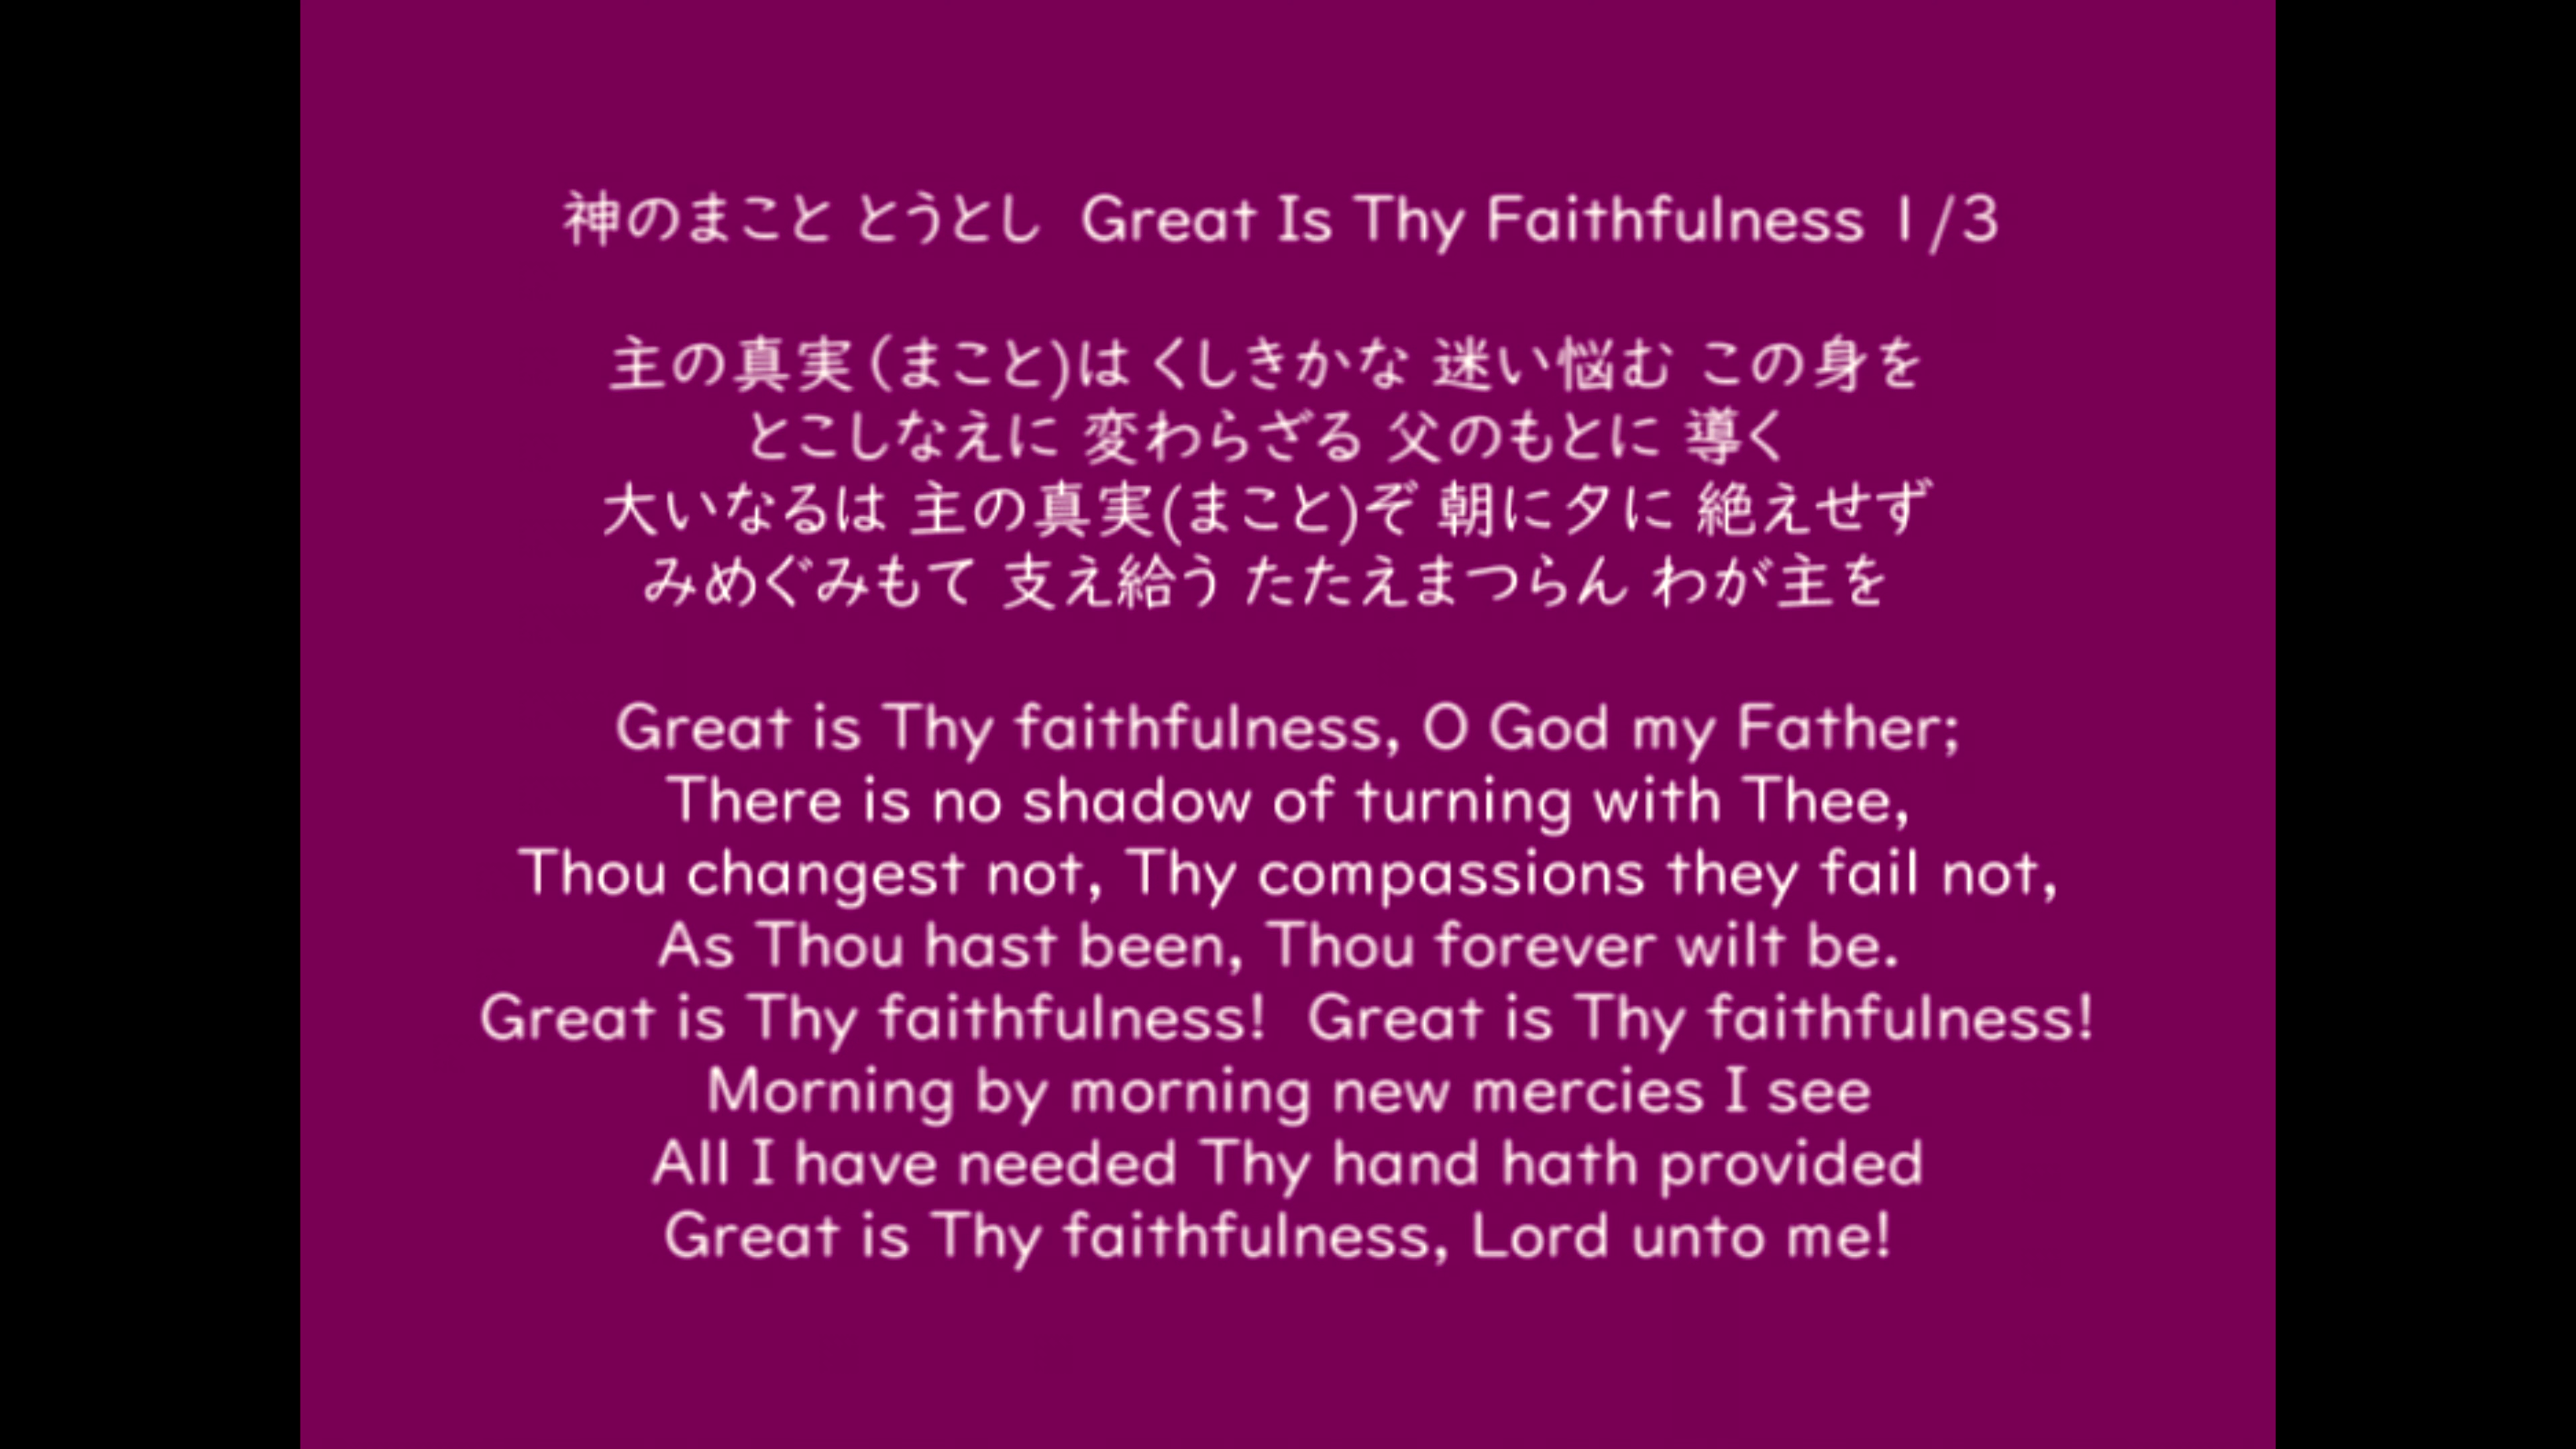 神のまこと とうとし  Great Is Thy Faithfulness 1/3
主の真実(まこと)は くしきかな 迷い悩む この身を
とこしなえに 変わらざる 父のもとに 導く
大いなるは 主の真実(まこと)ぞ 朝に夕に 絶えせず
みめぐみもて 支え給う たたえまつらん わが主を
Great is Thy faithfulness, O God my Father;
There is no shadow of turning with Thee,
Thou changest not, Thy compassions they fail not,
As Thou hast been, Thou forever wilt be.
Great is Thy faithfulness!  Great is Thy faithfulness!
Morning by morning new mercies I see
All I have needed Thy hand hath provided
Great is Thy faithfulness, Lord unto me!